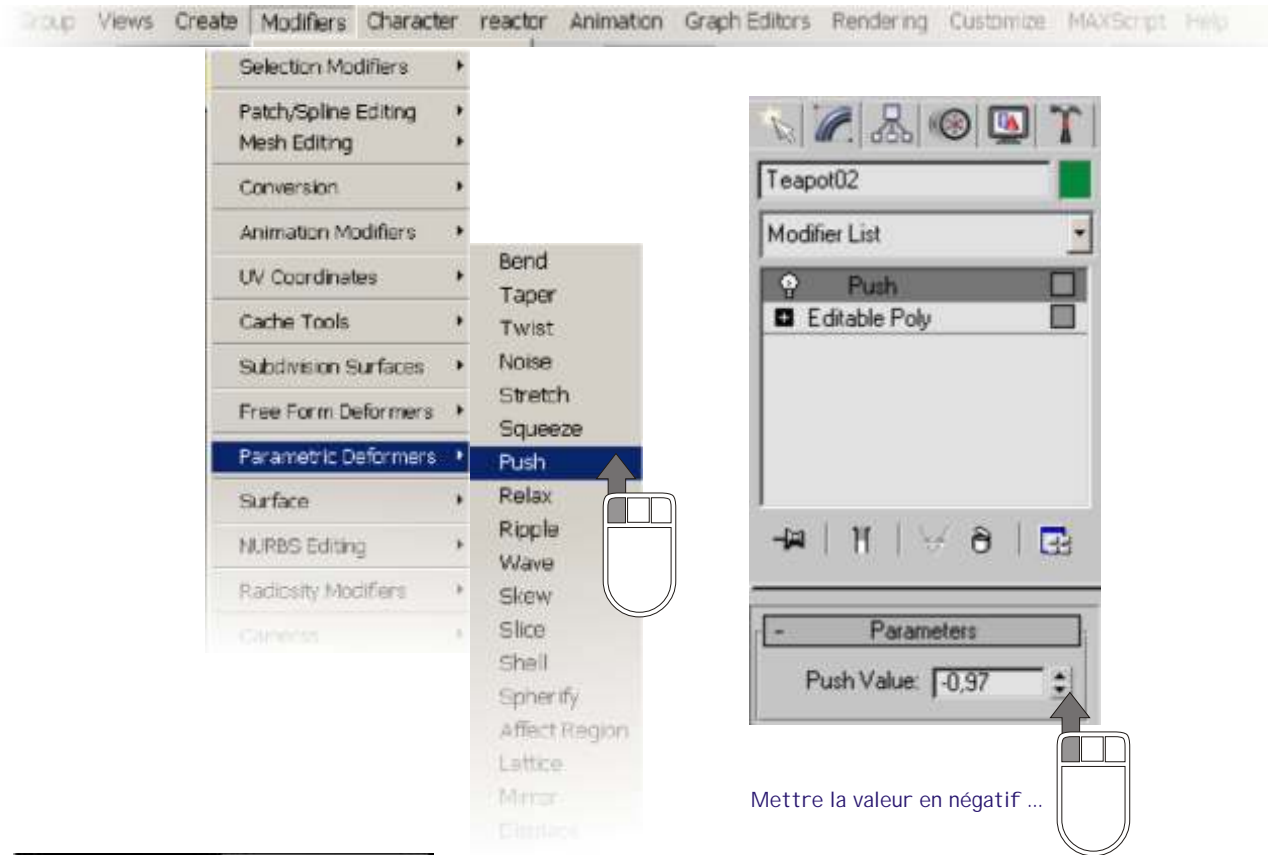 Group Views Create Modifiers Character reactor Animation Graph Editors Rendering Customize MAXScript Help
Selection Modifiers
Patch/Spline Editing
Mesh Editing
Conversion
Animation Modifiers
UV Coordinates
Cache Tools
Subdivision Surfaces
Free Form Deformers
Parametric Deformers
Surface
NURBS Editing
Radiosity Modifiers
Cameras
Bend
Taper
Twist
Noise
Stretch
Squeeze
Push
Relax
Ripple
Wave
Skew
Slice
Shell
Spherify
Affect Region
Lattice
Mirror
Displace
Teapot02
Modifier List
Push
Editable Poly
- Parameters
Push Value: -0,97
Mettre la valeur en négatif ...